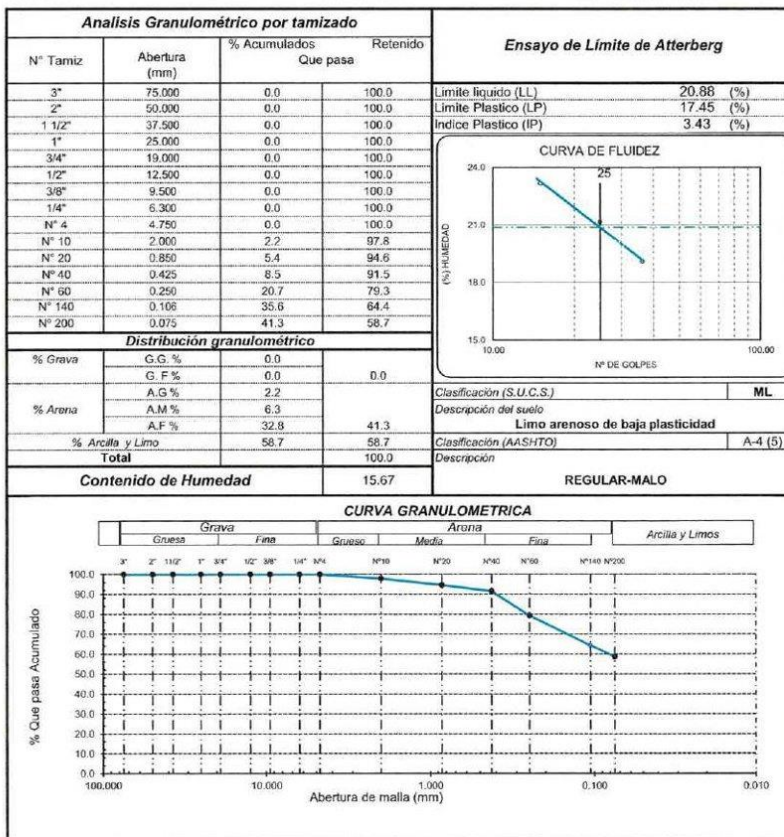 Analisis Granulométrico por tamizado
N° Tamiz Abertura (mm) % Acumulados Retenido Que pasa
3" 75.000 0.0 100.0
2" 50.000 0.0 100.0
1 1/2" 37.500 0.0 100.0
1" 25.000 0.0 100.0
3/4" 19.000 0.0 100.0
1/2" 12.500 0.0 100.0
3/8" 9.500 0.0 100.0
1/4" 6.300 0.0 100.0
N° 4 4.750 0.0 100.0
N° 10 2.000 2.2 97.8
N° 20 0.850 5.4 94.6
N° 40 0.425 8.5 91.5
N° 60 0.250 20.7 79.3
N° 140 0.106 35.6 64.4
N° 200 0.075 41.3 58.7
Distribución granulométrico
% Grava G.G. % 0.0
G. F % 0.0 0.0
A.G % 2.2
% Arena A.M % 6.3
A.F % 32.8 41.3
% Arcilla y Limo 58.7 58.7
Total 100.0
Contenido de Humedad 15.67
Ensayo de Límite de Atterberg
Limite liquido (LL) 20.88 (%)
Limite Plastico (LP) 17.45 (%)
Indice Plastico (IP) 3.43 (%)
CURVA DE FLUIDEZ
25
24.0
21.0
18.0
15.0
(%) HUMEDAD
10.00 100.00
N° DE GOLPES
Clasificación (S.U.C.S.) ML
Descripción del suelo
Limo arenoso de baja plasticidad
Clasificación (AASHTO) A-4 (5)
Descripción
REGULAR-MALO
CURVA GRANULOMETRICA
Grava Arena Arcilla y Limos
Gruesa Fina Grueso Media Fina
3" 2" 11/2" 1" 3/4" 1/2" 3/8" 1/4" N°4 N°10 N°20 N°40 N°60 N°140 N°200
100.0
90.0
80.0
70.0
60.0
50.0
40.0
30.0
20.0
10.0
0.0
% Que pasa Acumulado
100.000 10.000 1.000 0.100 0.010
Abertura de malla (mm)